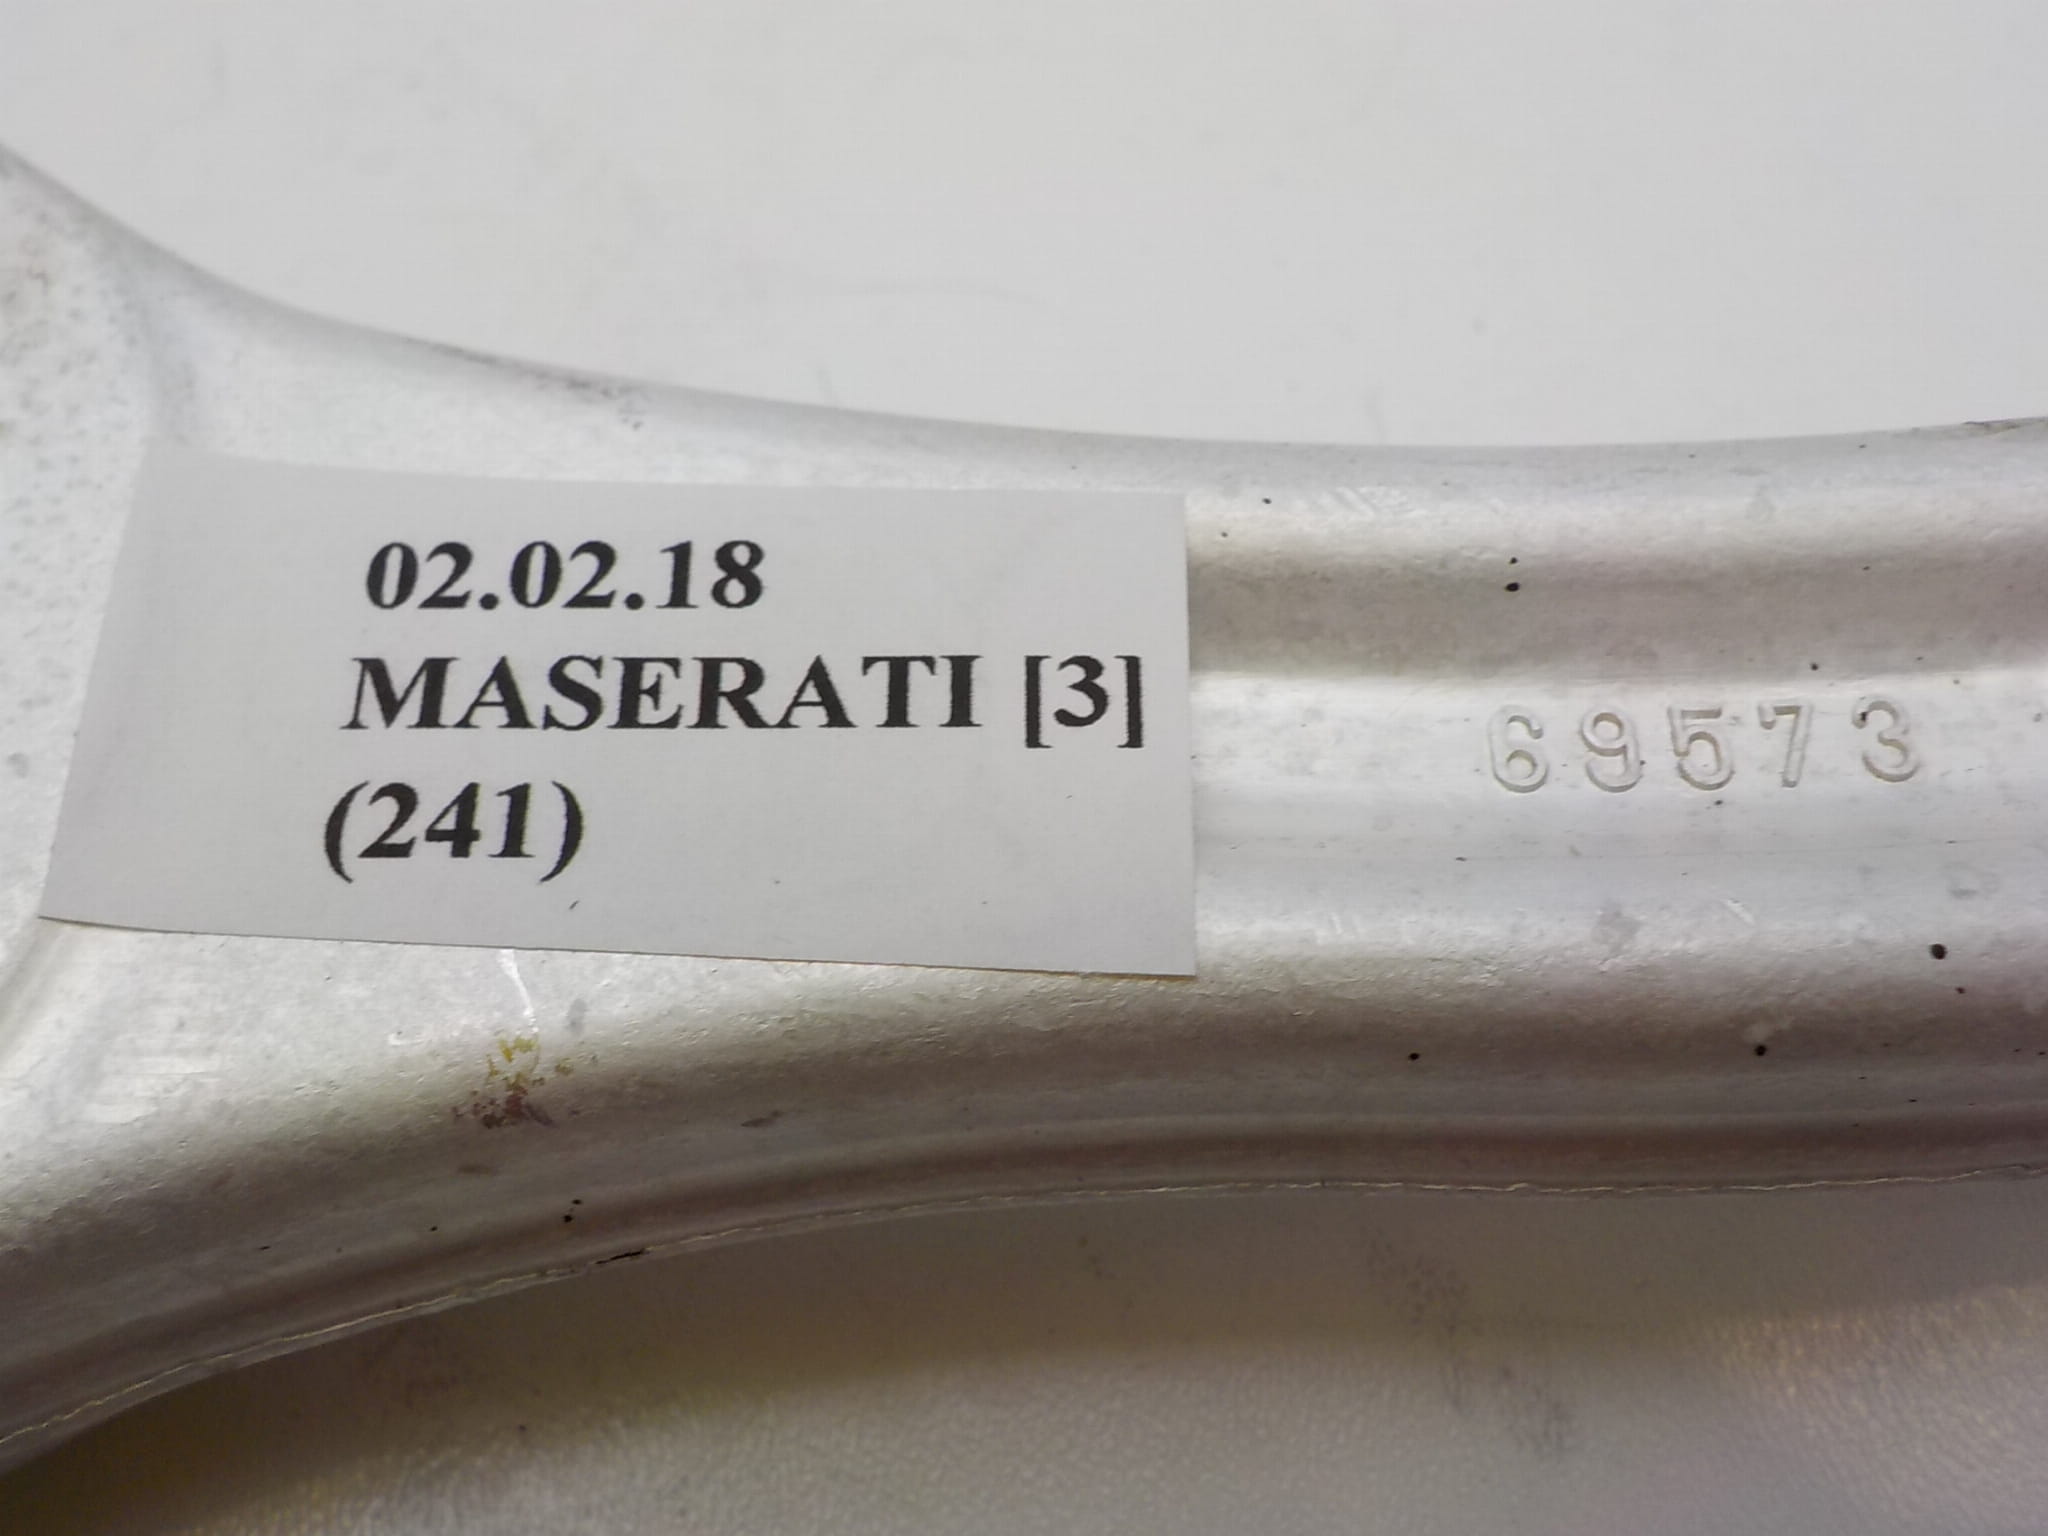 02.02.18
MASERATI [3]
(241)
69573